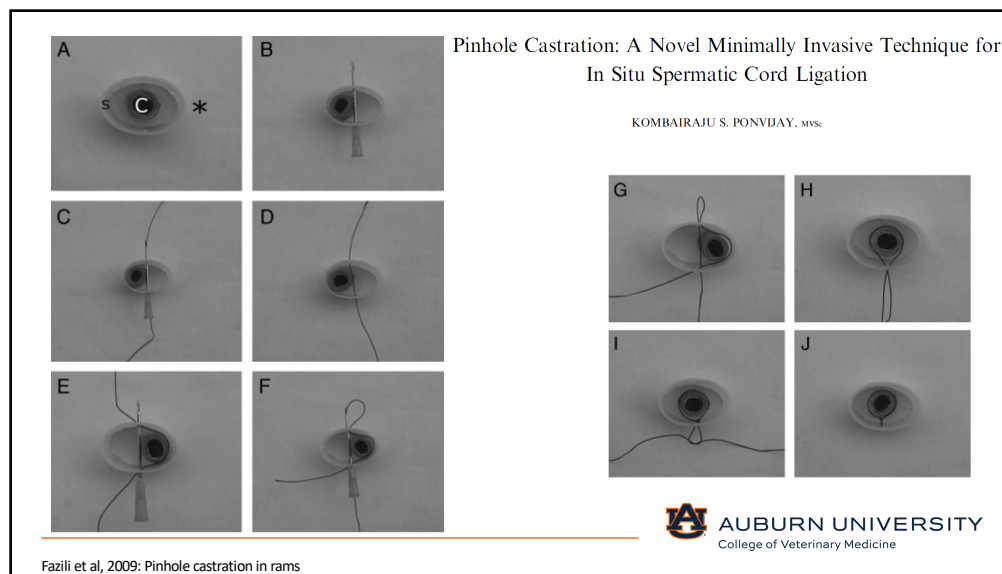 A
S
C
*
B
Pinhole Castration: A Novel Minimally Invasive Technique for
In Situ Spermatic Cord Ligation
KOMBAIRAJU S. PONVIJAY, MVSc
C
D
E
F
G
H
I
J
AU AUBURN UNIVERSITY
College of Veterinary Medicine
Fazili et al, 2009: Pinhole castration in rams